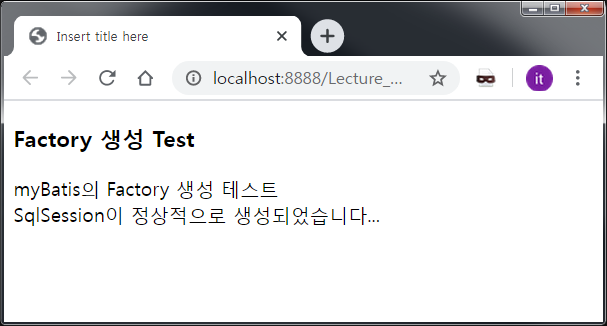 Insert title here
localhost:8888/Lecture_...
it
Factory 생성 Test
myBatis의 Factory 생성 테스트
SqlSession이 정상적으로 생성되었습니다...